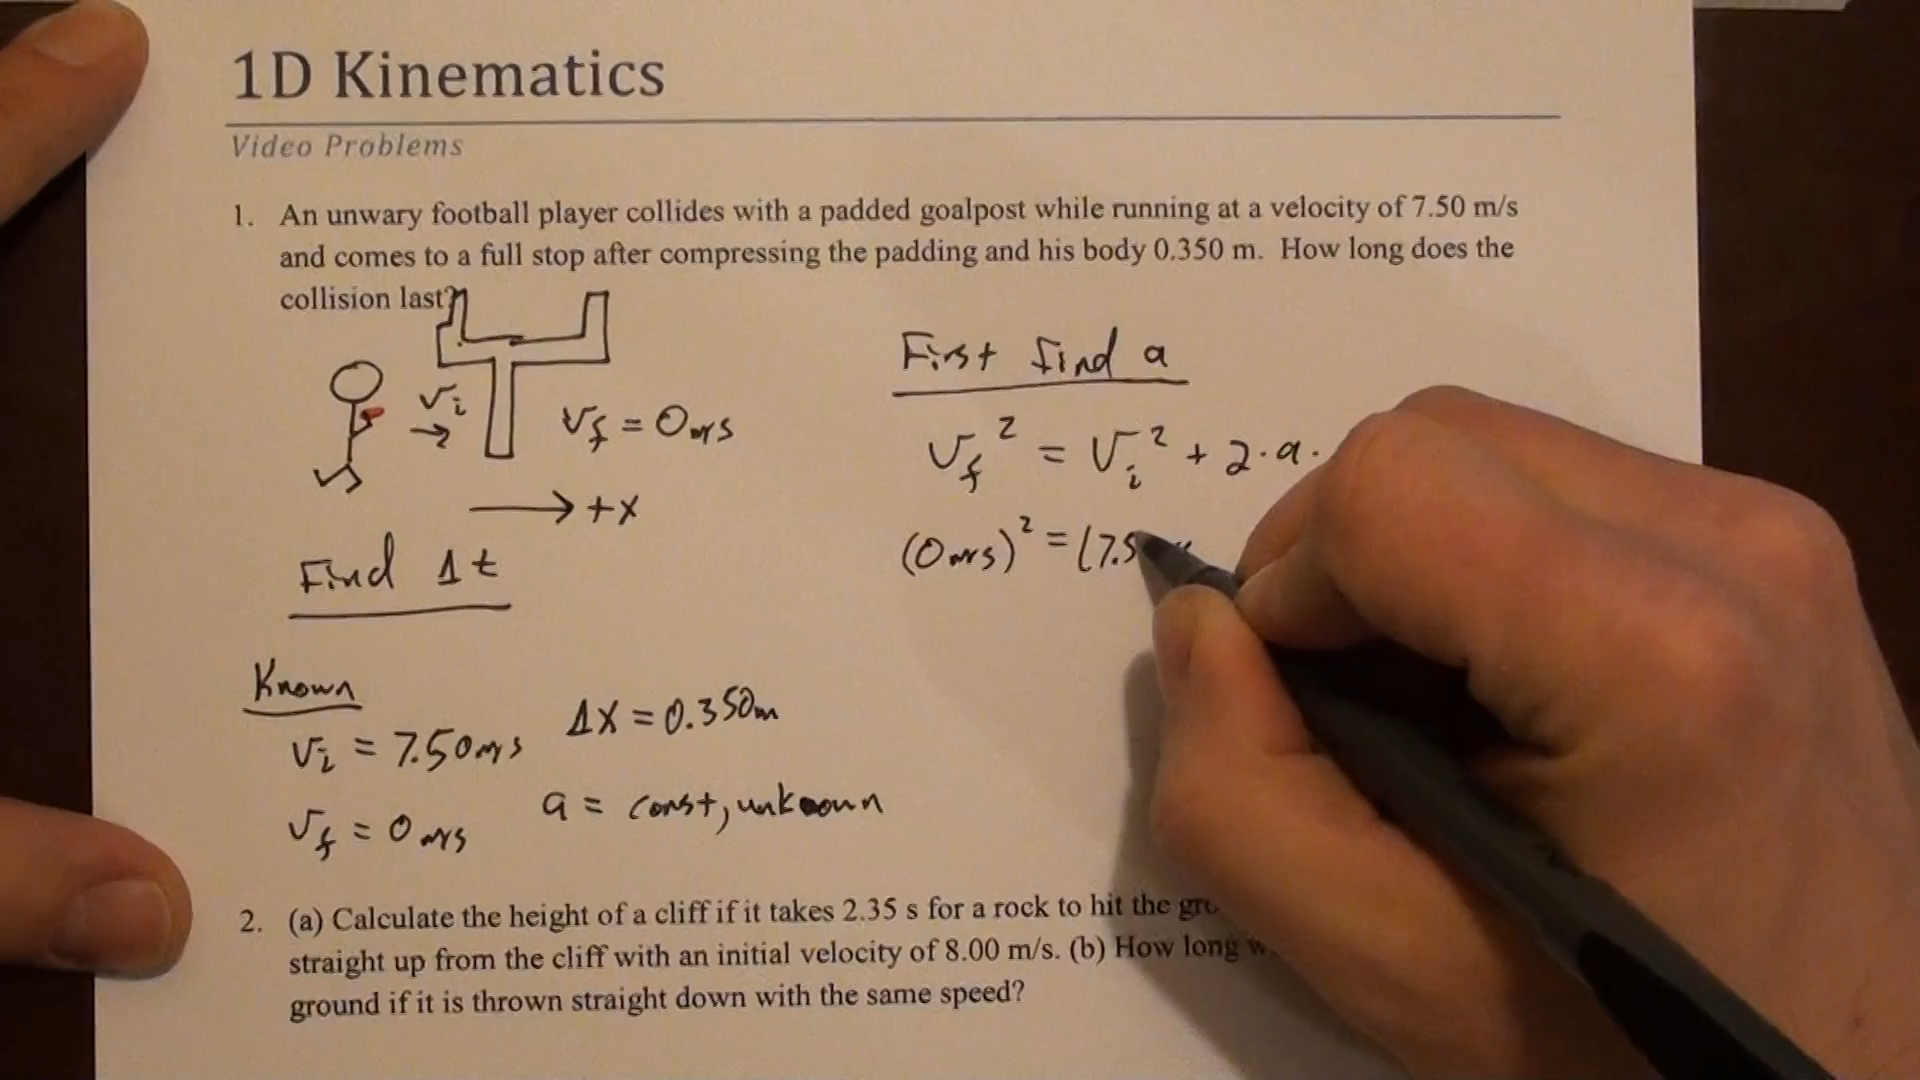 1D Kinematics
Video Problems
1. An unwary football player collides with a padded goalpost while running at a velocity of 7.50 m/s
and comes to a full stop after compressing the padding and his body 0.350 m. How long does the
collision last?
Vi
Vf = 0 m/s
+X
Find Δt
Known
Vi = 7.50 m/s
Vf = 0 m/s
ΔX = 0.350m
a = const, unknown
First find a
Vf² = Vi² + 2·a·
(0 m/s)² = (7.5
2. (a) Calculate the height of a cliff if it takes 2.35 s for a rock to hit the
straight up from the cliff with an initial velocity of 8.00 m/s. (b) How long
ground if it is thrown straight down with the same speed?